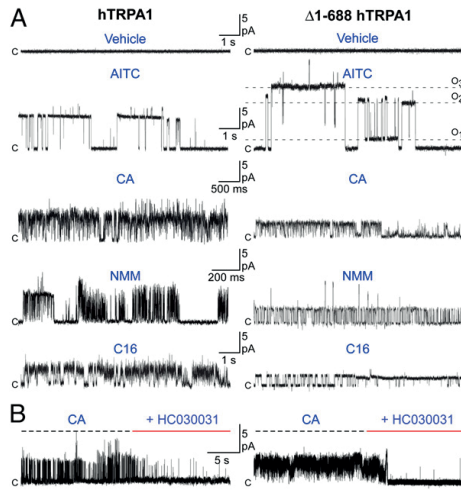 A
hTRPA1
Δ1-688 hTRPA1
5
pA
1 s
Vehicle
Vehicle
c
c
AITC
AITC
5
pA
1 s
O3
O2
O1
c
c
5
pA
500 ms
CA
CA
c
c
5
pA
200 ms
NMM
NMM
c
c
5
pA
1 s
C16
C16
c
c
B
CA
+ HC030031
CA
+ HC030031
5
pA
5 s
c
c